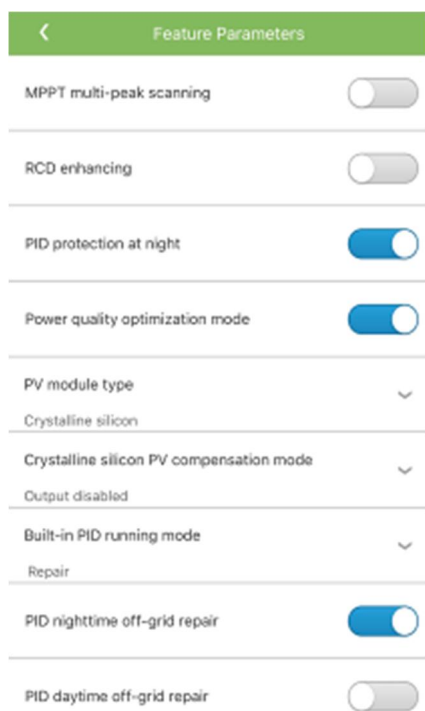 Feature Parameters
MPPT multi-peak scanning
RCD enhancing
PID protection at night
Power quality optimization mode
PV module type
Crystalline silicon
Crystalline silicon PV compensation mode
Output disabled
Built-in PID running mode
Repair
PID nighttime off-grid repair
PID daytime off-grid repair